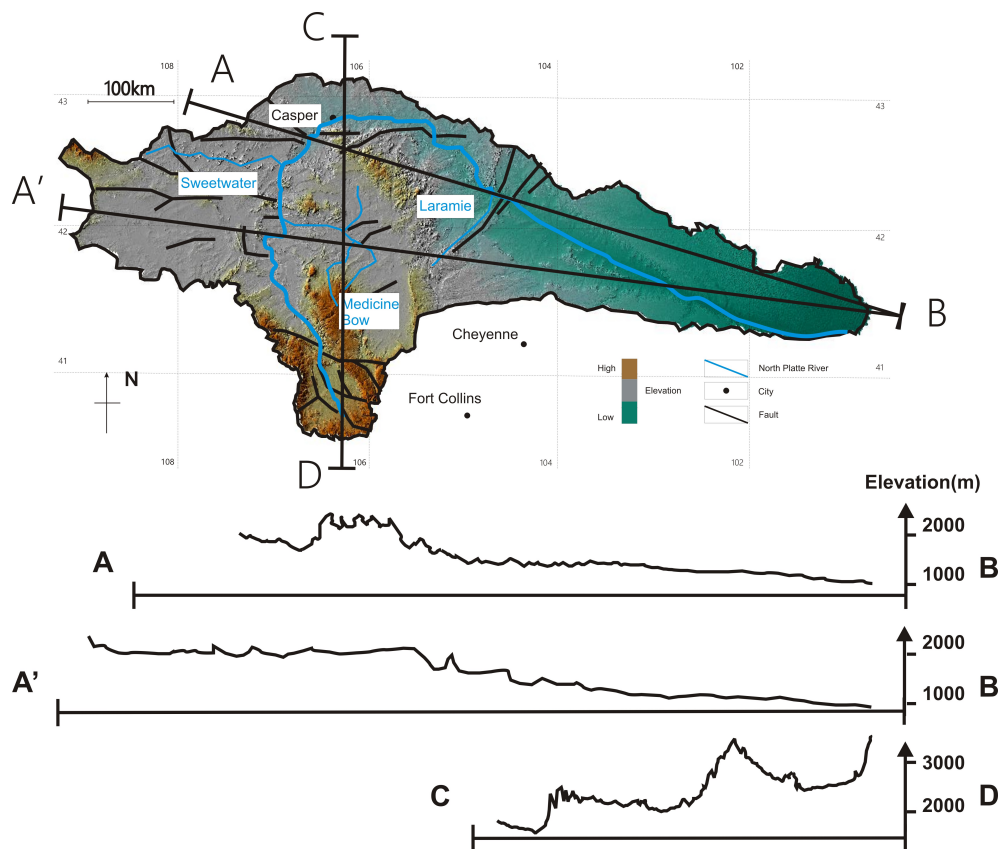 C
108
106
104
102
A
100km
43
43
Casper
Sweetwater
A'
Laramie
42
42
Medicine
Bow
B
Cheyenne
41
41
N
Fort Collins
High
Elevation
Low
North Platte River
City
Fault
108
106
104
102
D
Elevation(m)
2000
A
1000
B
2000
A'
1000
B
3000
C
2000
D